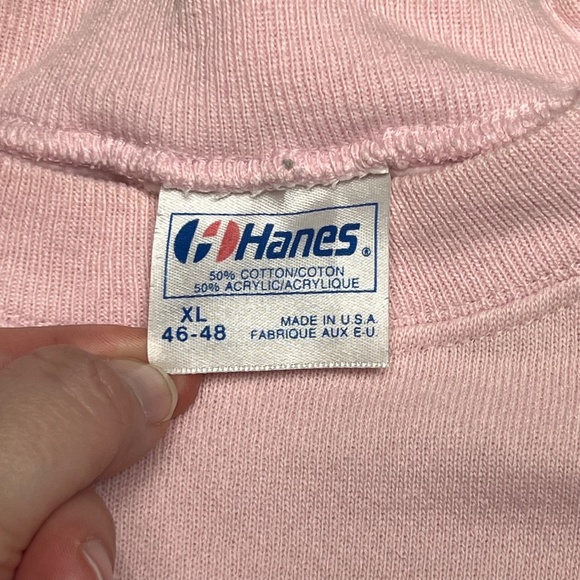 Hanes®
50% COTTON/COTON
50% ACRYLIC/ACRYLIQUE
XL
46-48
MADE IN U.S.A
FABRIQUE AUX E.U.